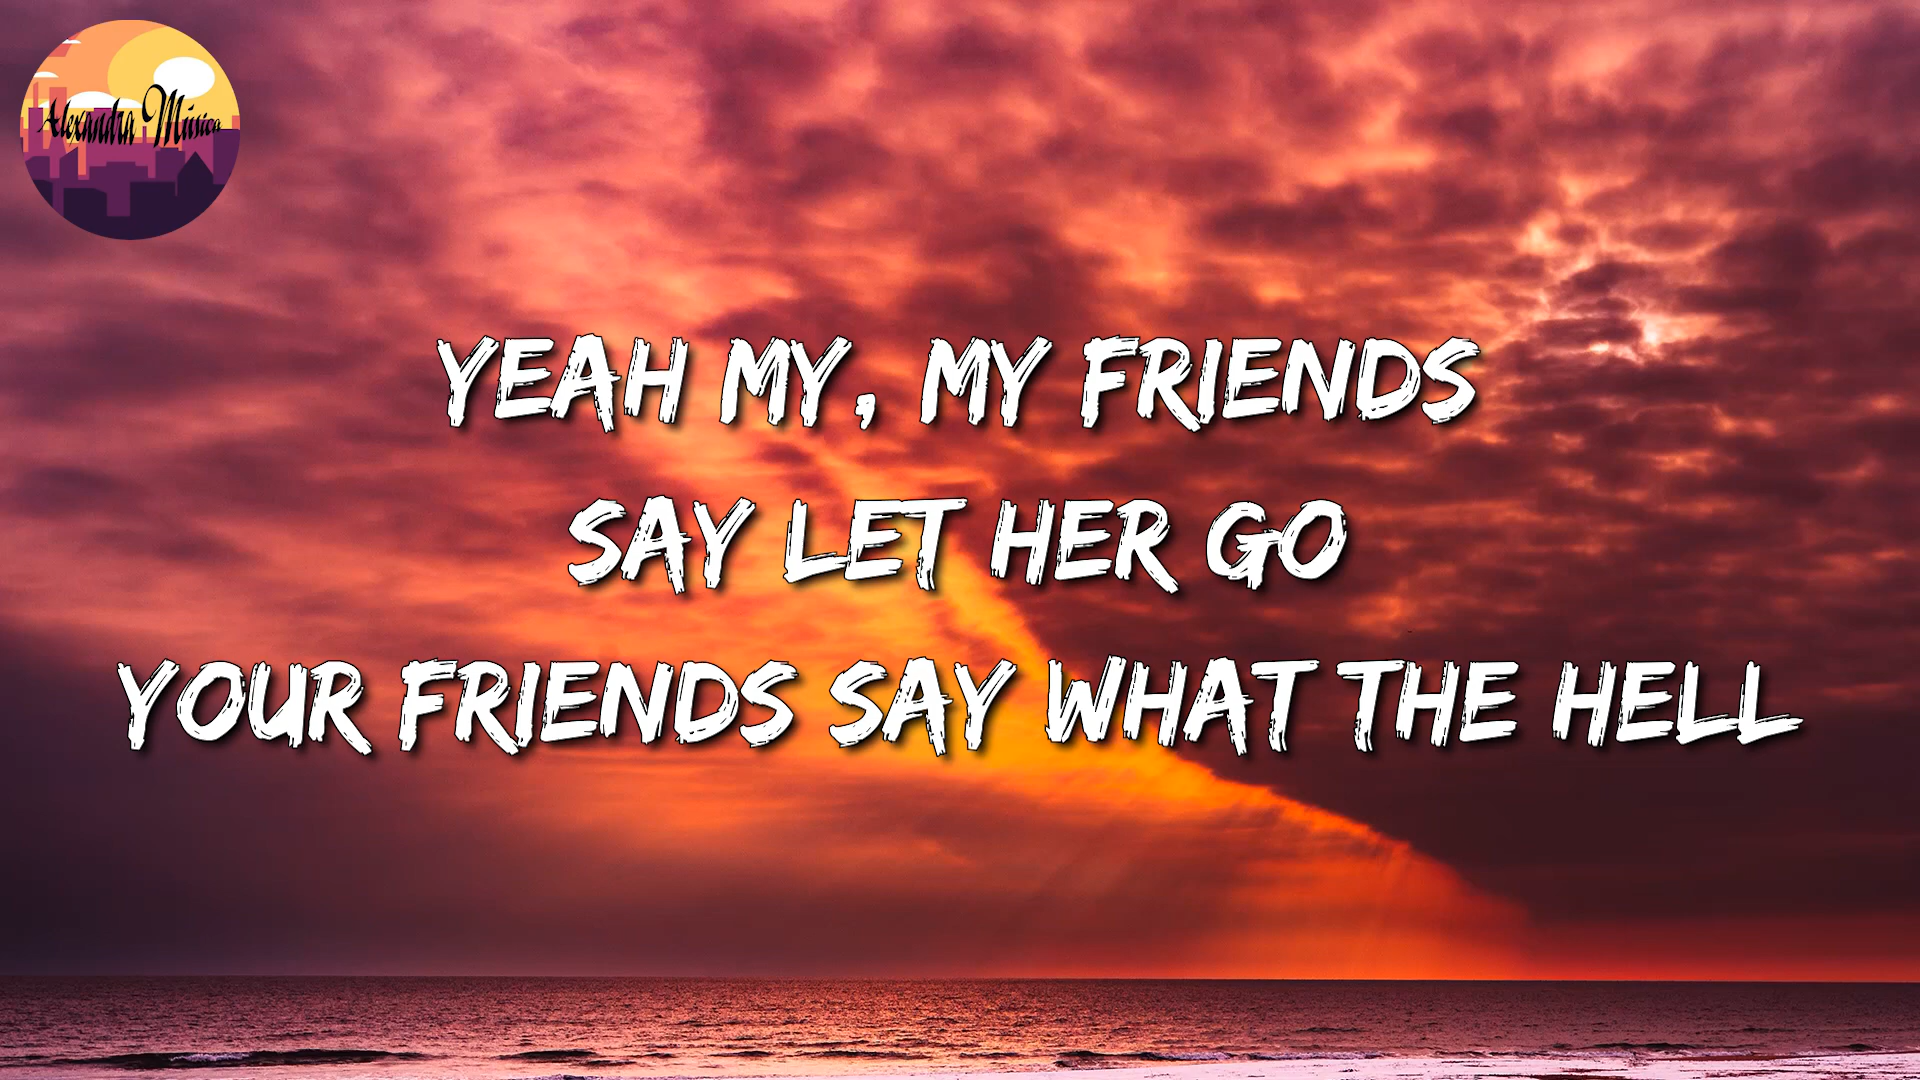 Alexandra Música
YEAH MY, MY FRIENDS
SAY LET HER GO
YOUR FRIENDS SAY WHAT THE HELL